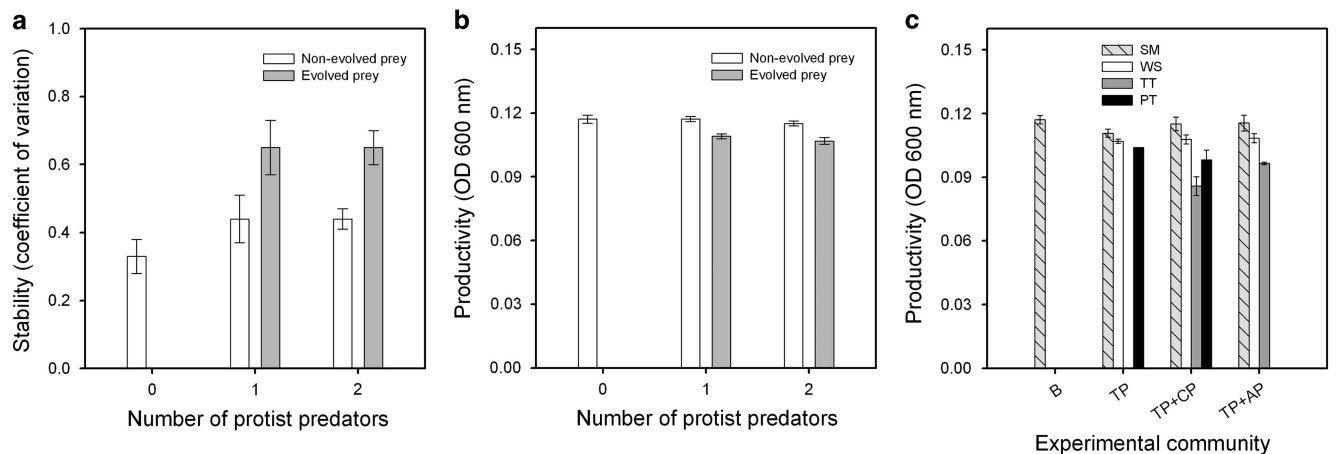 a
Stability (coefficient of variation)
1.0
0.8
0.6
0.4
0.2
0.0
Non-evolved prey
Evolved prey
0 1 2
Number of protist predators
b
Productivity (OD 600 nm)
0.15
0.12
0.09
0.06
0.03
0.00
Non-evolved prey
Evolved prey
0 1 2
Number of protist predators
c
Productivity (OD 600 nm)
0.15
0.12
0.09
0.06
0.03
0.00
SM
WS
TT
PT
B TP TP+CP TP+AP
Experimental community